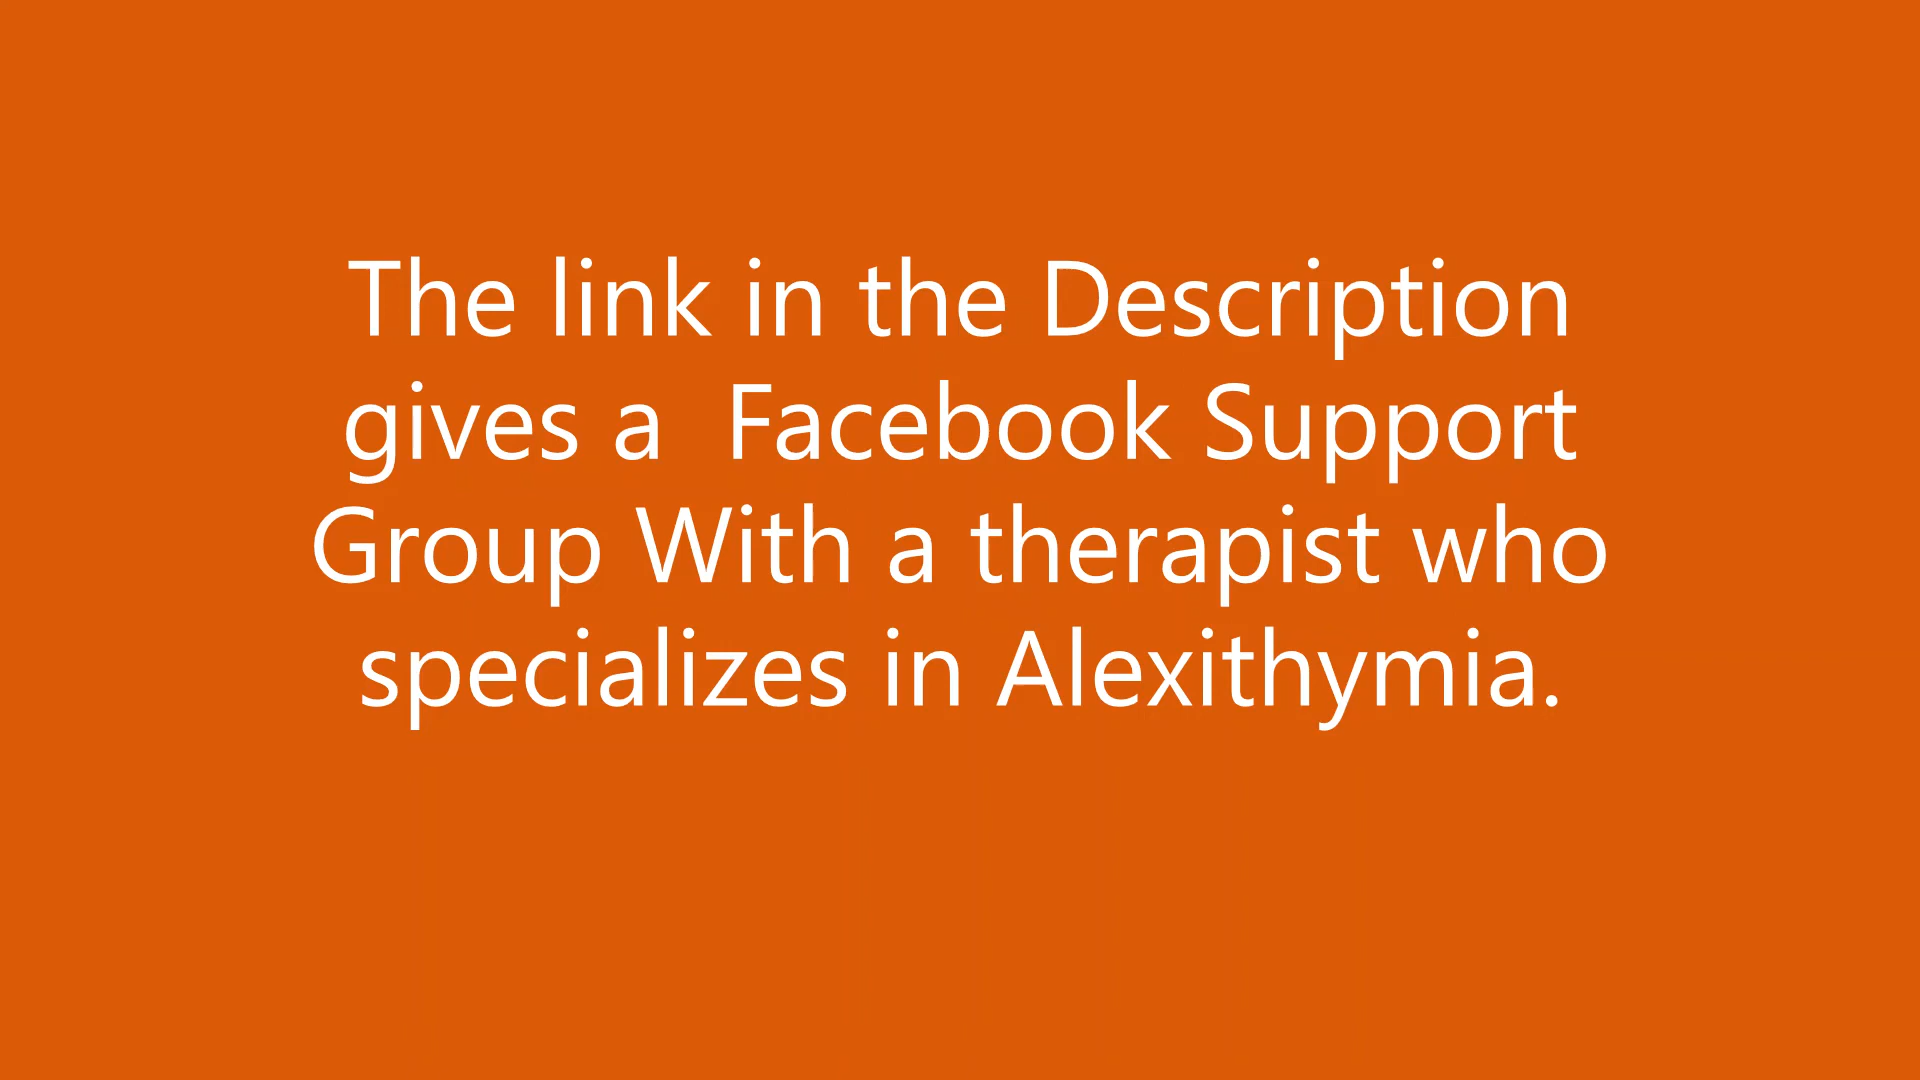 The link in the Description
gives a  Facebook Support
Group With a therapist who
specializes in Alexithymia.